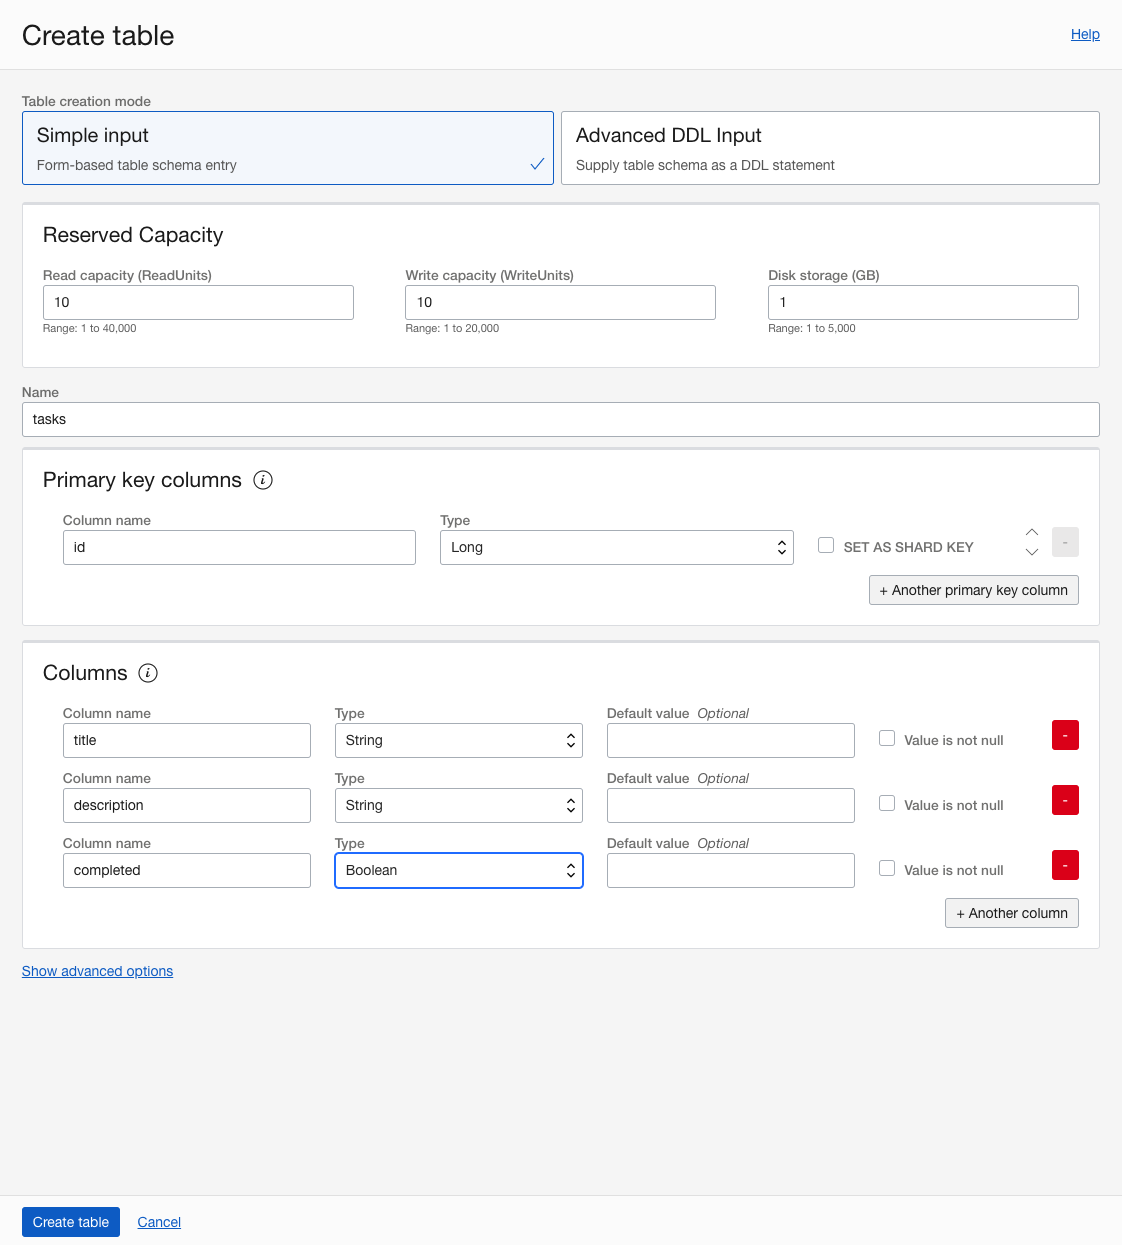 Create table
Help
Table creation mode
Simple input
Form-based table schema entry
Advanced DDL Input
Supply table schema as a DDL statement
Reserved Capacity
Read capacity (ReadUnits)
10
Range: 1 to 40,000
Write capacity (WriteUnits)
10
Range: 1 to 20,000
Disk storage (GB)
1
Range: 1 to 5,000
Name
tasks
Primary key columns i
Column name
id
Type
Long
SET AS SHARD KEY
-
+ Another primary key column
Columns i
Column name
title
Type
String
Default value Optional
Value is not null
-
Column name
description
Type
String
Default value Optional
Value is not null
-
Column name
completed
Type
Boolean
Default value Optional
Value is not null
-
+ Another column
Show advanced options
Create table
Cancel